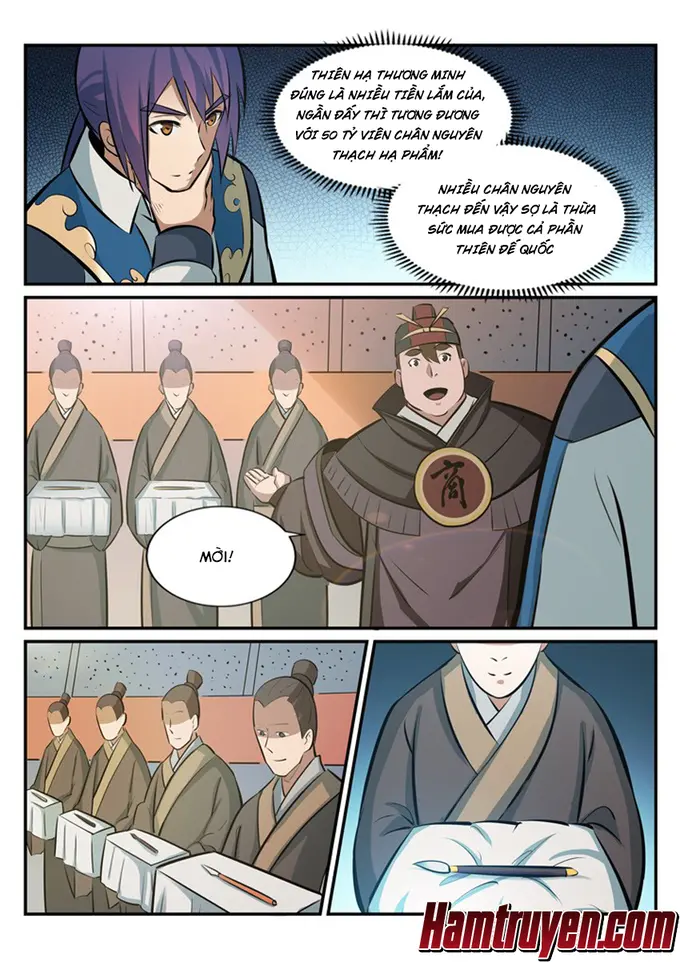 THIÊN HẠ THƯƠNG MINH
ĐÚNG LÀ NHIỀU TIỀN LẮM CỦA,
NGẦN ĐẤY THÌ TƯƠNG ĐƯƠNG
VỚI 50 TỶ VIÊN CHÂN NGUYÊN
THẠCH HẠ PHẨM!
NHIỀU CHÂN NGUYÊN
THẠCH ĐẾN VẬY SỢ LÀ THỪA
SỨC MUA ĐƯỢC CẢ PHẦN
THIÊN ĐẾ QUỐC
商
MỜI!
Hamtruyen.com